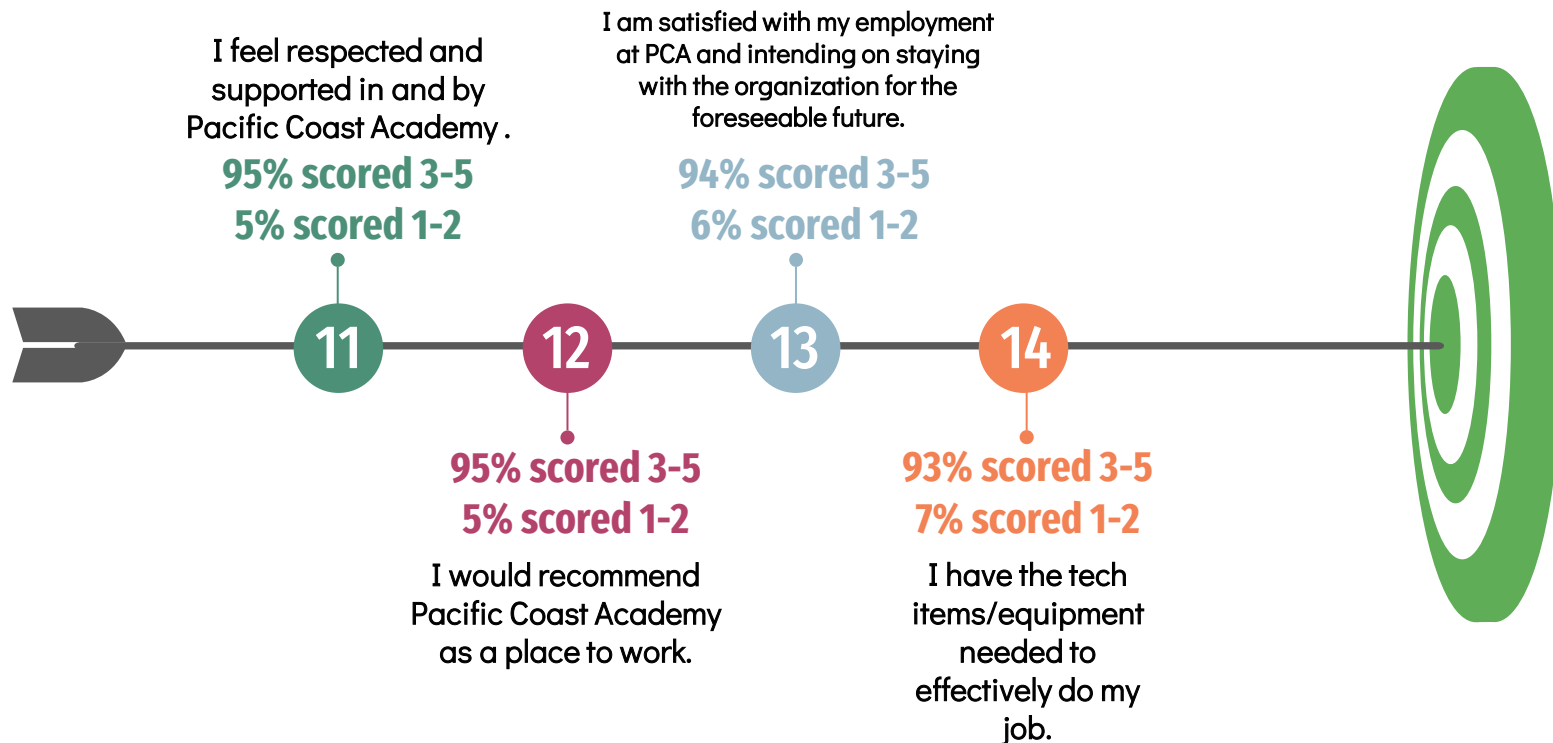 I feel respected and
supported in and by
Pacific Coast Academy .
95% scored 3-5
5% scored 1-2
11
12
95% scored 3-5
5% scored 1-2
I would recommend
Pacific Coast Academy
as a place to work.
I am satisfied with my employment
at PCA and intending on staying
with the organization for the
foreseeable future.
94% scored 3-5
6% scored 1-2
13
14
93% scored 3-5
7% scored 1-2
I have the tech
items/equipment
needed to
effectively do my
job.